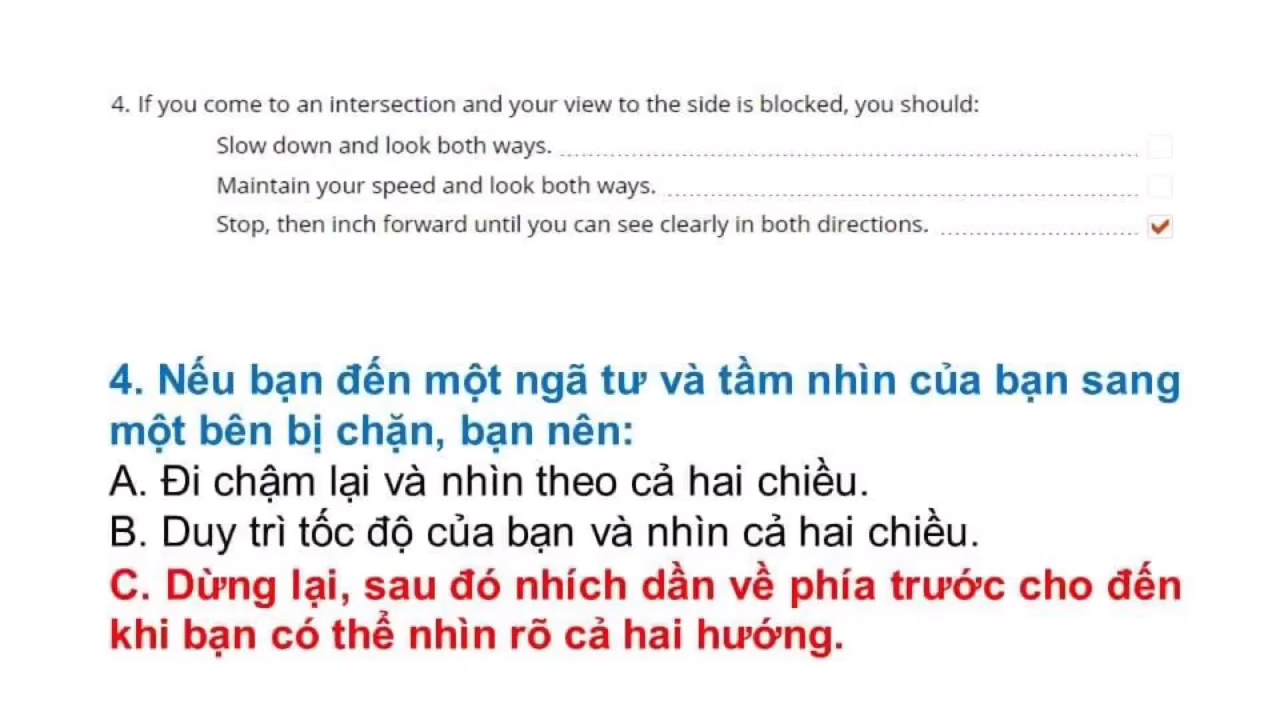 4. If you come to an intersection and your view to the side is blocked, you should:
Slow down and look both ways.
Maintain your speed and look both ways.
Stop, then inch forward until you can see clearly in both directions.
4. Nếu bạn đến một ngã tư và tầm nhìn của bạn sang
một bên bị chặn, bạn nên:
A. Đi chậm lại và nhìn theo cả hai chiều.
B. Duy trì tốc độ của bạn và nhìn cả hai chiều.
C. Dừng lại, sau đó nhích dần về phía trước cho đến
khi bạn có thể nhìn rõ cả hai hướng.